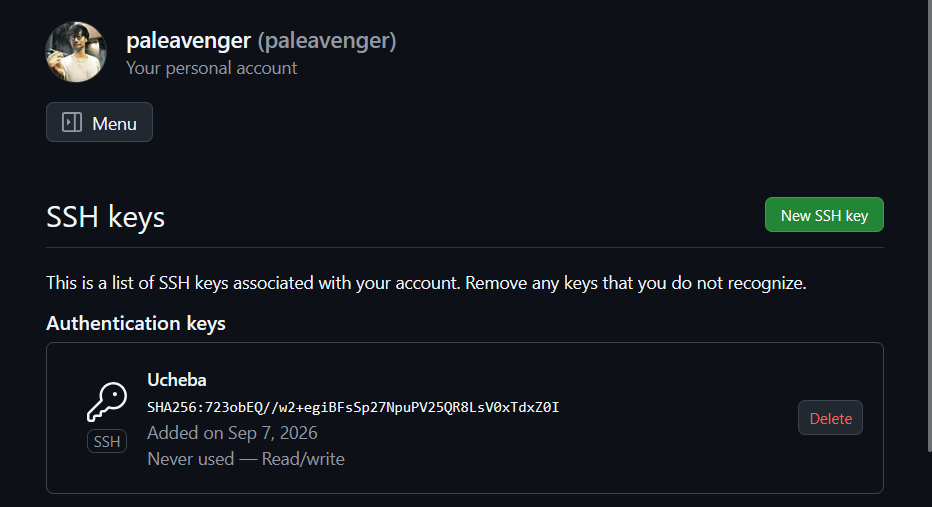 paleavenger (paleavenger)
Your personal account
Menu
SSH keys
New SSH key
This is a list of SSH keys associated with your account. Remove any keys that you do not recognize.
Authentication keys
Ucheba
SHA256:723obEQ//w2+egiBFsSp27NpuPV25QR8LsV0xTdxZ0I
Added on Sep 7, 2026
Never used — Read/write
SSH
Delete